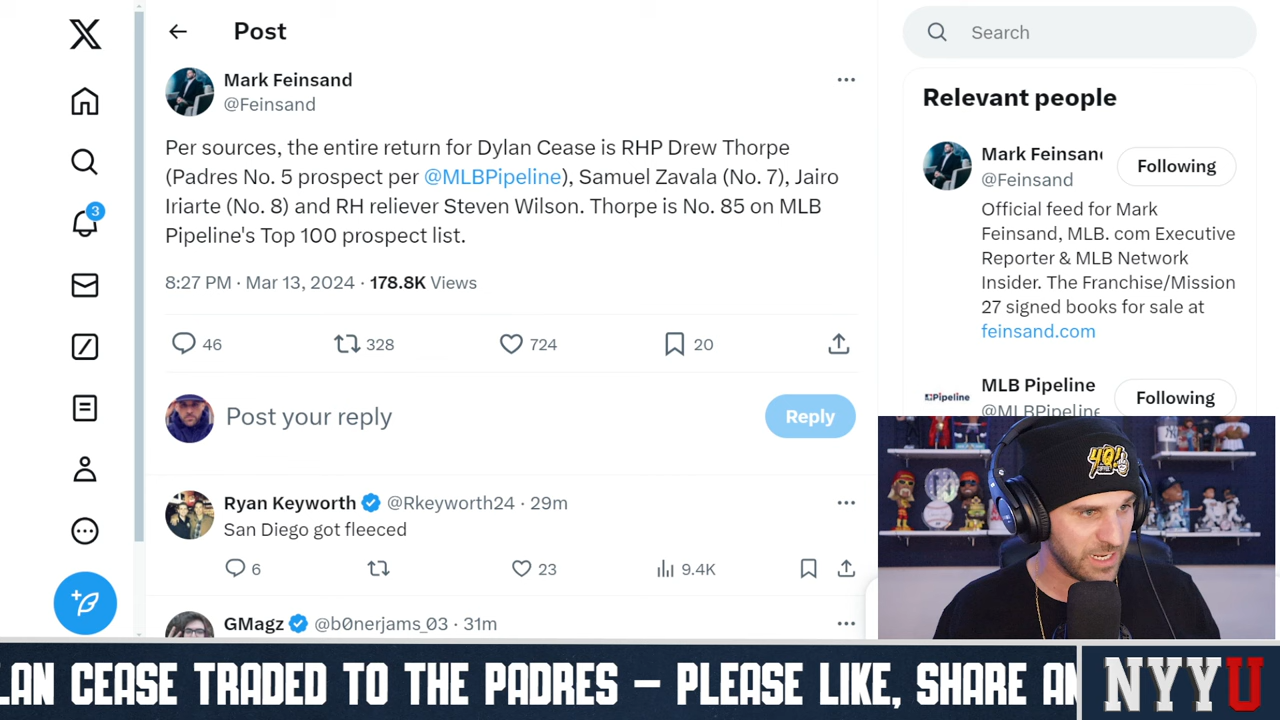 Post
Search
Mark Feinsand
@Feinsand
Per sources, the entire return for Dylan Cease is RHP Drew Thorpe
(Padres No. 5 prospect per @MLBPipeline), Samuel Zavala (No. 7), Jairo
Iriarte (No. 8) and RH reliever Steven Wilson. Thorpe is No. 85 on MLB
Pipeline's Top 100 prospect list.
8:27 PM · Mar 13, 2024 · 178.8K Views
46
328
724
20
Post your reply
Reply
Ryan Keyworth @Rkeyworth24 · 29m
San Diego got fleeced
6
23
9.4K
GMagz @b0nerjams_03 · 31m
3
Relevant people
Mark Feinsan
Following
@Feinsand
Official feed for Mark
Feinsand, MLB. com Executive
Reporter & MLB Network
Insider. The Franchise/Mission
27 signed books for sale at
feinsand.com
Pipeline
MLB Pipeline
Following
@MLBPipeline
YO!
LAN CEASE TRADED TO THE PADRES – PLEASE LIKE, SHARE AN
NYYU